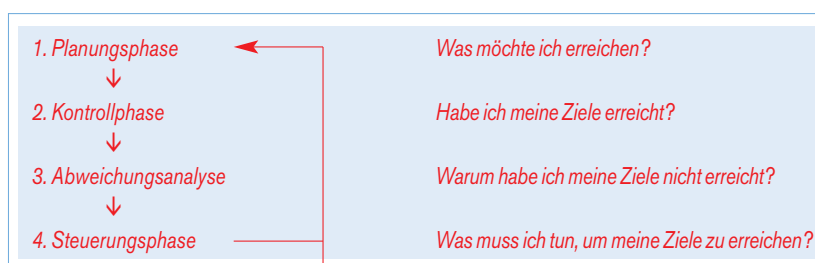 1. Planungsphase Was möchte ich erreichen?
2. Kontrollphase Habe ich meine Ziele erreicht?
3. Abweichungsanalyse Warum habe ich meine Ziele nicht erreicht?
4. Steuerungsphase Was muss ich tun, um meine Ziele zu erreichen?